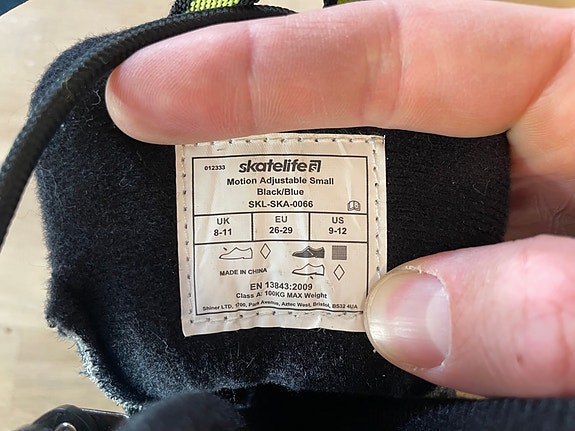 012333 skatelife
Motion Adjustable Small
Black/Blue
SKL-SKA-0066
UK EU US
8-11 26-29 9-12
MADE IN CHINA
EN 13843:2009
Class A: 100KG MAX Weight
Shiner LTD, 1700, Park Avenue, Aztec West, Bristol, BS32 4UA